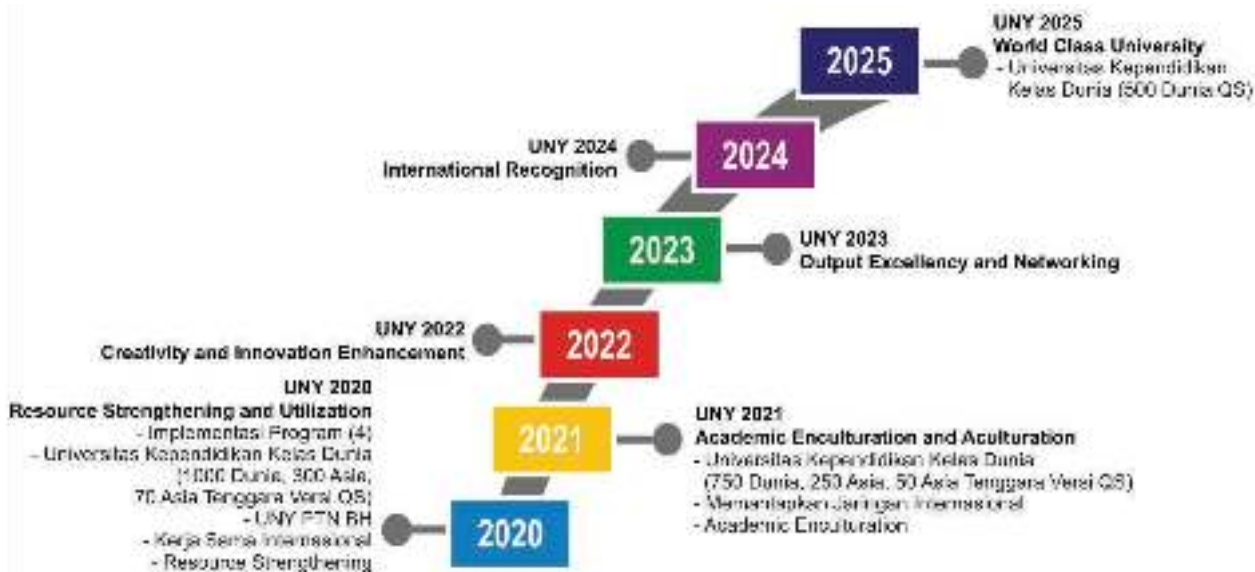 UNY 2025
World Class University
- Universitas Kependidikan
Kelas Dunia (500 Dunia QS)
2025
UNY 2024
International Recognition
2024
2023
UNY 2023
Output Excellency and Networking
UNY 2022
Creativity and Innovation Enhancement
2022
UNY 2020
Resource Strengthening and Utilization
- Implementasi Program (4)
- Universitas Kependidikan Kelas Dunia
(1000 Dunia, 300 Asia,
70 Asia Tenggara Versi QS)
- UNY PTN BH
- Kerja Sama Internasional
- Resource Strengthening
2021
UNY 2021
Academic Enculturation and Aculturation
- Universitas Kependidikan Kelas Dunia
(750 Dunia, 250 Asia, 50 Asia Tenggara Versi QS)
- Memantapkan Jaringan Internasional
- Academic Enculturation
2020